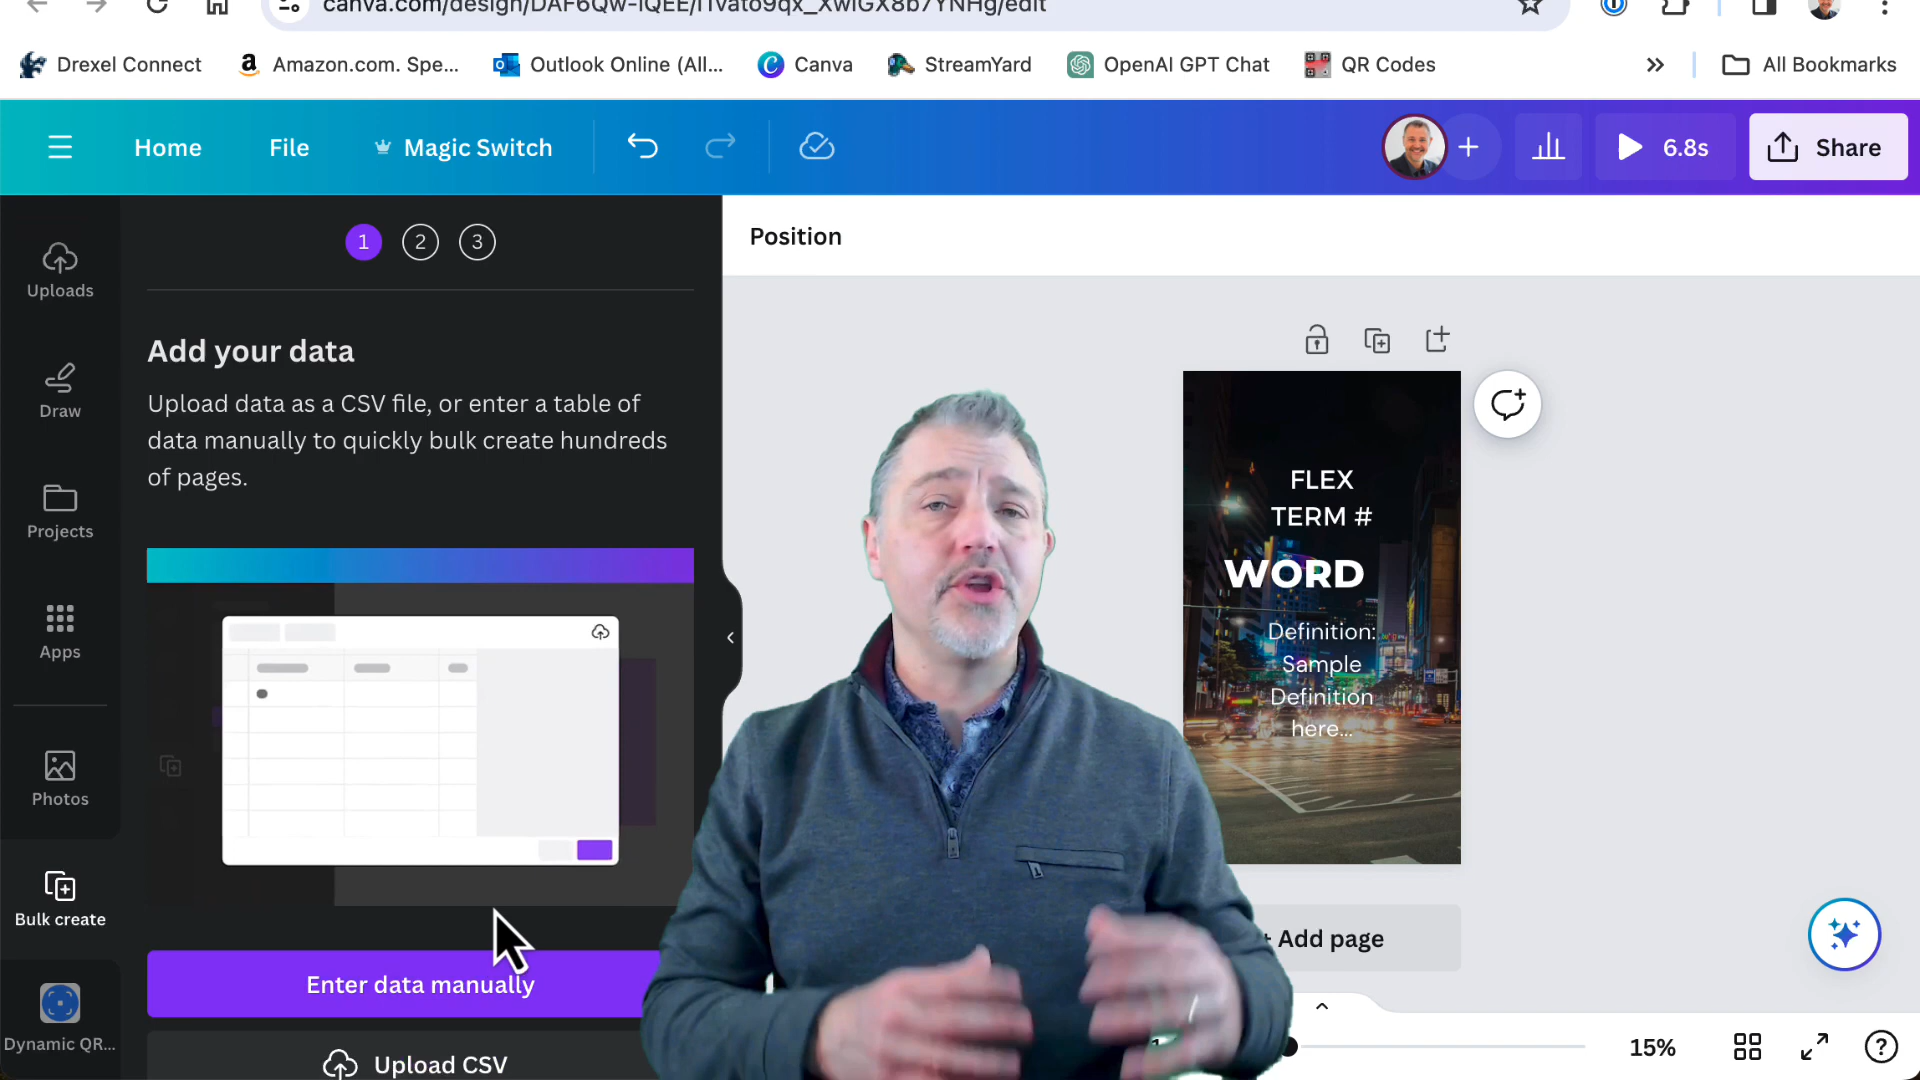 Drexel Connect
Amazon.com. Spe...
Outlook Online (All...
Canva
StreamYard
OpenAI GPT Chat
QR Codes
All Bookmarks
Home
File
Magic Switch
6.8s
Share
1
2
3
Position
Uploads
Draw
Projects
Apps
Photos
Bulk create
Dynamic QR...
Add your data
Upload data as a CSV file, or enter a table of
data manually to quickly bulk create hundreds
of pages.
Enter data manually
Upload CSV
FLEX
TERM #
WORD
Definition:
Sample
Definition
here...
Add page
15%